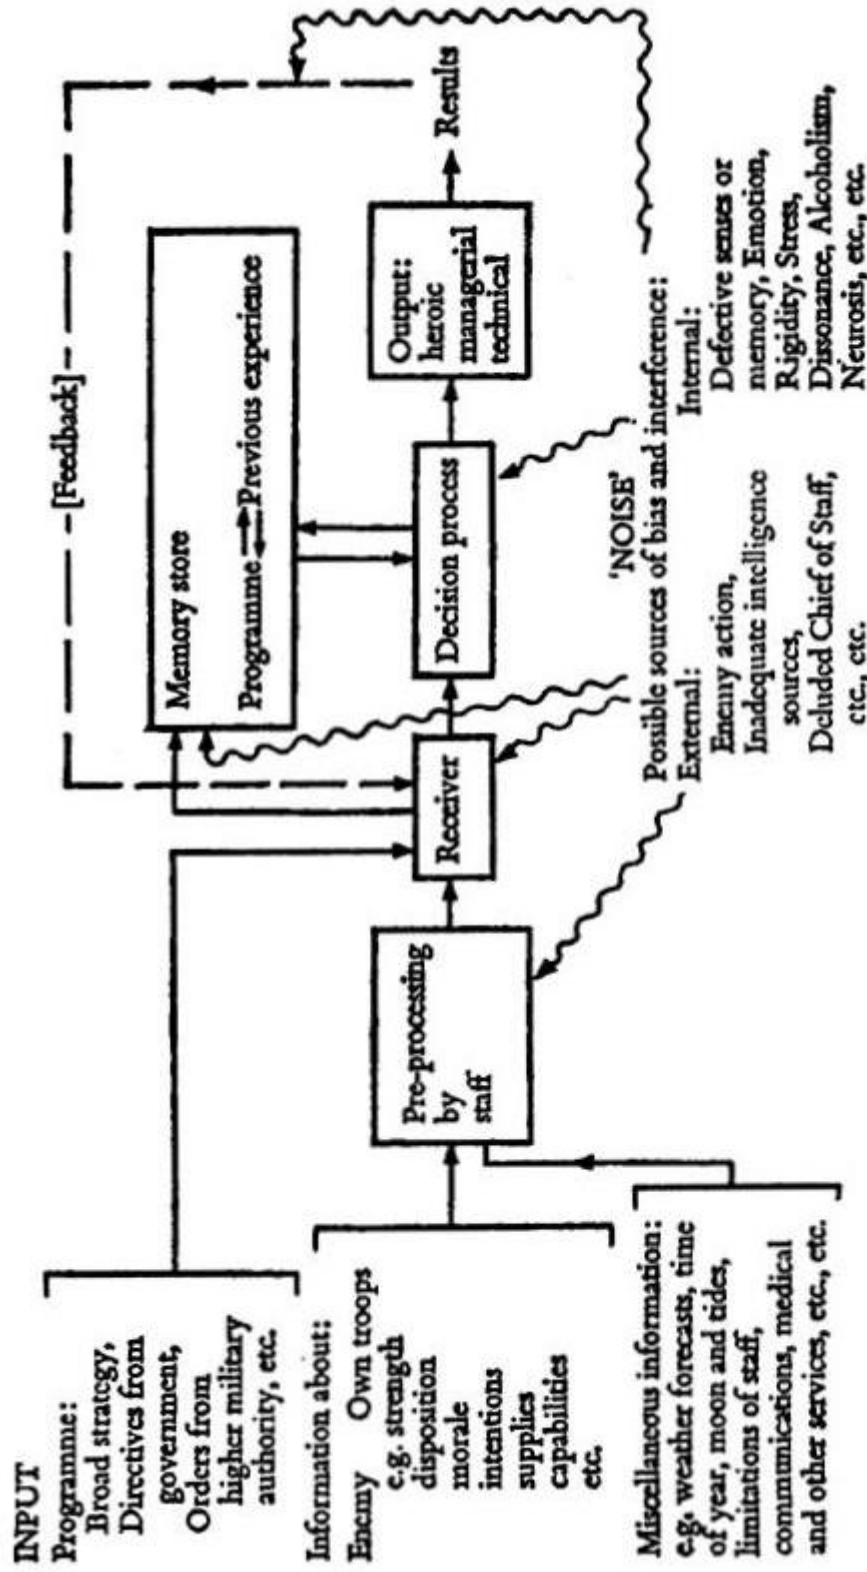 INPUT
Programme:
Broad strategy,
Directives from
government,
Orders from
higher military
authority, etc.
Information about:
Enemy Own troops
e.g. strength
disposition
morale
intentions
supplies
capabilities
etc.
Miscellaneous information:
e.g. weather forecasts, time
of year, moon and tides,
limitations of staff,
communications, medical
and other services, etc., etc.
Pre-processing
by
staff
Receiver
Memory store
Programme Previous experience
Decision process
Output:
heroic
managerial
technical
Results
[Feedback]
'NOISE'
Possible sources of bias and interference:
External:
Enemy action,
Inadequate intelligence
sources,
Deluded Chief of Staff,
etc., etc.
Internal:
Defective senses or
memory, Emotion,
Rigidity, Stress,
Dissonance, Alcoholism,
Neurosis, etc., etc.